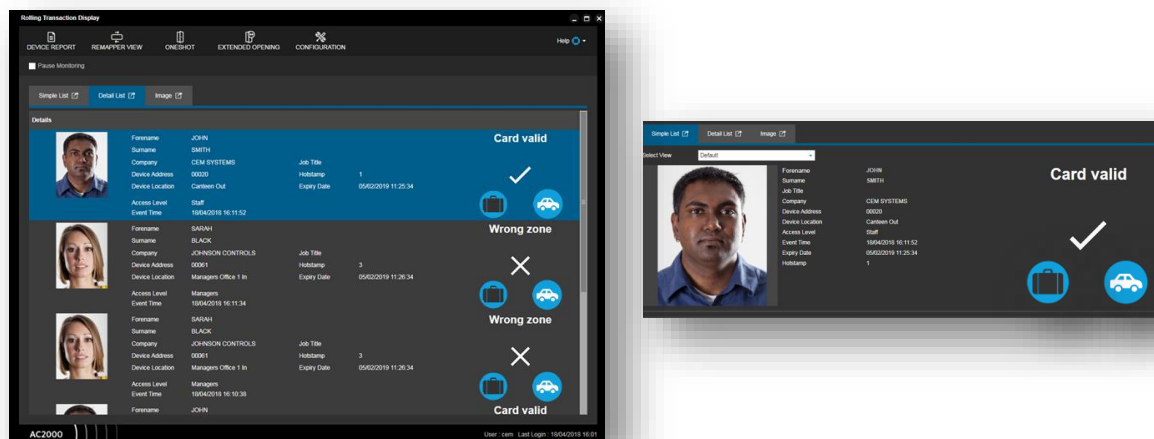 Rolling Transaction Display
DEVICE REPORT REMAPPER VIEW ONESHOT EXTENDED OPENING CONFIGURATION Help
Pause Monitoring
Simple List Detail List Image
Details
Forename JOHN Card valid
Surname SMITH
Company CEM SYSTEMS Job Title
Device Address 00020 Hotstamp 1
Device Location Canteen Out Expiry Date 05/02/2019 11:25:34
Access Level Staff
Event Time 18/04/2018 16:11:52
Forename SARAH Wrong zone
Surname BLACK
Company JOHNSON CONTROLS Job Title
Device Address 00061 Hotstamp 3
Device Location Managers Office 1 In Expiry Date 05/02/2019 11:26:34
Access Level Managers
Event Time 18/04/2018 16:11:34
Forename SARAH Wrong zone
Surname BLACK
Company JOHNSON CONTROLS Job Title
Device Address 00061 Hotstamp 3
Device Location Managers Office 1 In Expiry Date 05/02/2019 11:26:34
Access Level Managers
Event Time 18/04/2018 16:10:38
Forename JOHN Card valid
AC2000 User : cem Last Login : 18/04/2018 16:01
Simple List Detail List Image
Select View Default
Forename JOHN Card valid
Surname SMITH
Job Title
Company CEM SYSTEMS
Device Address 00020
Device Location Canteen Out
Access Level Staff
Event Time 18/04/2018 16:11:52
Expiry Date 05/02/2019 11:25:34
Hotstamp 1